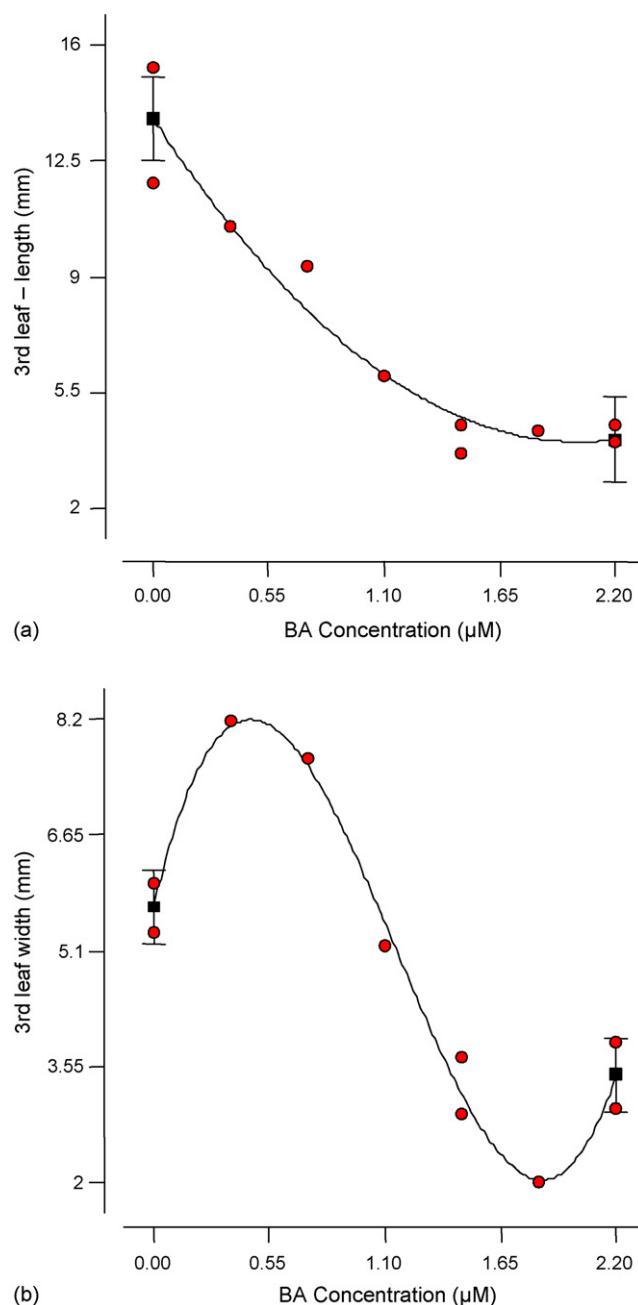 16
12.5
9
5.5
2
3rd leaf – length (mm)
0.00 0.55 1.10 1.65 2.20
(a) BA Concentration (µM)
8.2
6.65
5.1
3.55
2
3rd leaf width (mm)
0.00 0.55 1.10 1.65 2.20
(b) BA Concentration (µM)